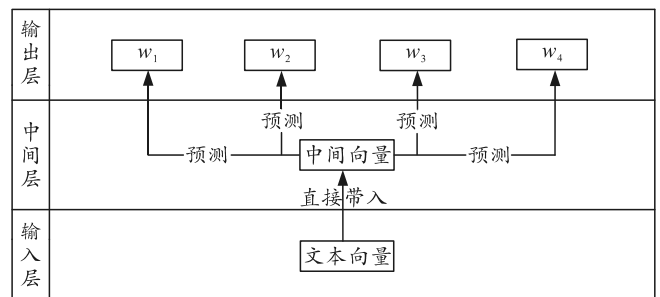 输出层
w₁ w₂ w₃ w₄
预测 预测
中间层
预测 中间向量 预测
直接带入
输入层
文本向量